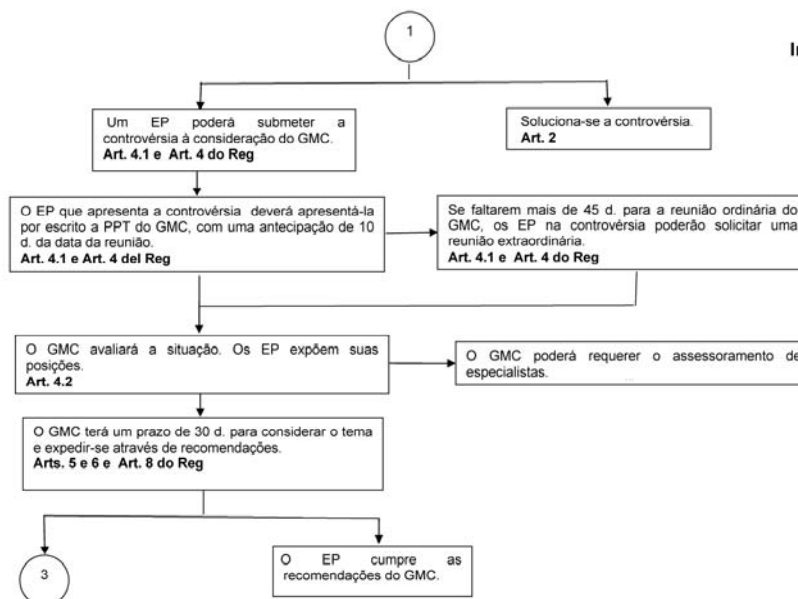 1
Um EP poderá submeter a
controvérsia à consideração do GMC.
Art. 4.1 e Art. 4 do Reg
Soluciona-se a controvérsia.
Art. 2
O EP que apresenta a controvérsia deverá apresentá-la
por escrito a PPT do GMC, com uma antecipação de 10
d. da data da reunião.
Art. 4.1 e Art. 4 del Reg
Se faltarem mais de 45 d. para a reunião ordinária do
GMC, os EP na controvérsia poderão solicitar uma
reunião extraordinária.
Art. 4.1 e Art. 4 do Reg
O GMC avaliará a situação. Os EP expõem suas
posições.
Art. 4.2
O GMC poderá requerer o assessoramento de
especialistas.
O GMC terá um prazo de 30 d. para considerar o tema
e expedir-se através de recomendações.
Arts. 5 e 6 e Art. 8 do Reg
3
O EP cumpre as
recomendações do GMC.